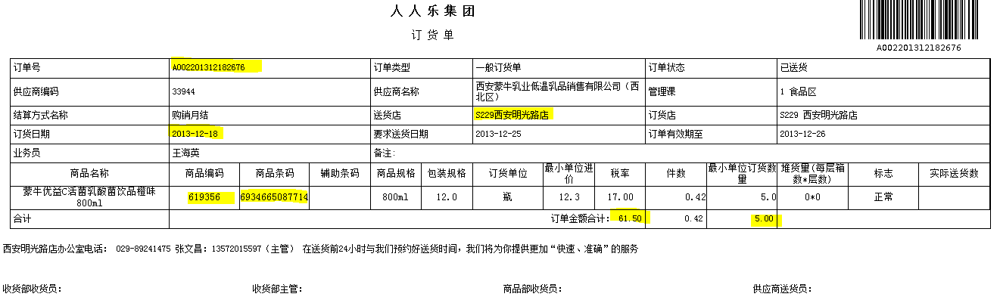 人人乐集团
订货单
A002201312182676
订单号 A002201312182676 订单类型 一般订货单 订单状态 已送货
供应商编码 33944 供应商名称 西安蒙牛乳业低温乳品销售有限公司（西
北区） 管理课 1 食品区
结算方式名称 购销月结 送货店 S229西安明光路店 订货店 S229 西安明光路店
订货日期 2013-12-18 要求送货日期 2013-12-25 订单有效期至 2013-12-26
业务员 王海英 备注:
商品名称 商品编码 商品条码 辅助条码 商品规格 包装规格 订货单位 最小单位进
价 税率 件数 最小单位订货数
量 堆货量(每层箱
数*层数) 标志 实际送货数
蒙牛优益C活菌乳酸菌饮品橙味
800ml 619356 6934665087714 800ml 12.0 瓶 12.3 17.00 0.42 5.0 0*0 正常
合计 订单金额合计: 61.50 0.42 5.00
西安明光路店办公室电话: 029-89241475 张文昌: 13572015597（主管） 在送货前24小时与我们预约好送货时间，我们将为你提供更加“快速、准确”的服务
收货部收货员: 收货部主管: 商品部收货员: 供应商送货员: